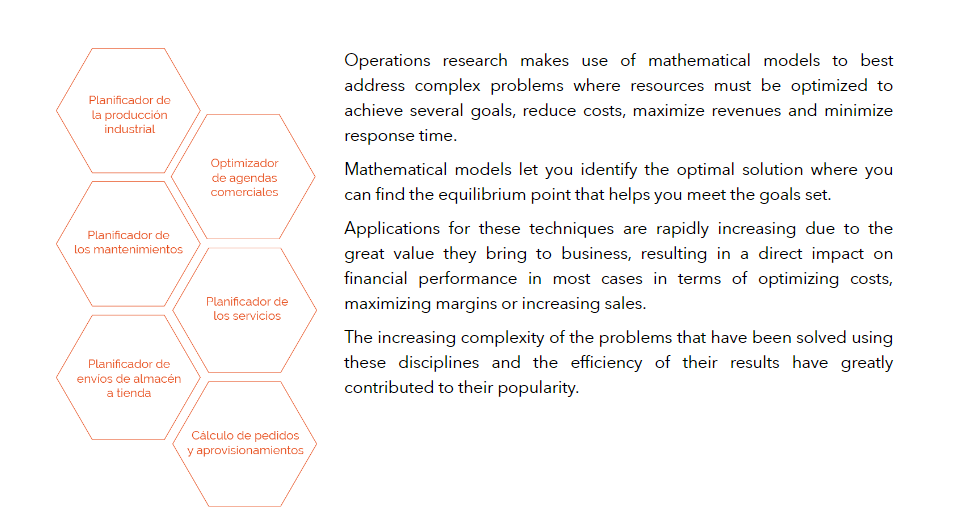 Planificador de
la producción
industrial
Optimizador
de agendas
comerciales
Planificador de
los mantenimientos
Planificador de
los servicios
Planificador de
envíos de almacén
a tienda
Cálculo de pedidos
y aprovisionamientos
Operations research makes use of mathematical models to best
address complex problems where resources must be optimized to
achieve several goals, reduce costs, maximize revenues and minimize
response time.
Mathematical models let you identify the optimal solution where you
can find the equilibrium point that helps you meet the goals set.
Applications for these techniques are rapidly increasing due to the
great value they bring to business, resulting in a direct impact on
financial performance in most cases in terms of optimizing costs,
maximizing margins or increasing sales.
The increasing complexity of the problems that have been solved using
these disciplines and the efficiency of their results have greatly
contributed to their popularity.